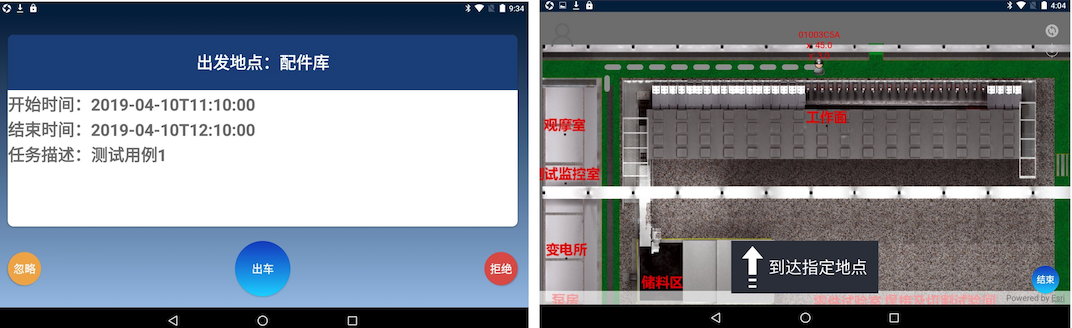 9:34
出发地点：配件库
开始时间：2019-04-10T11:10:00
结束时间：2019-04-10T12:10:00
任务描述：测试用例1
忽略
出车
拒绝
4:04
01003C5A
X: 45.0
工作面
观摩室
测试监控室
变电所
储料区
泵房
到达指定地点
结束
Powered by Esri